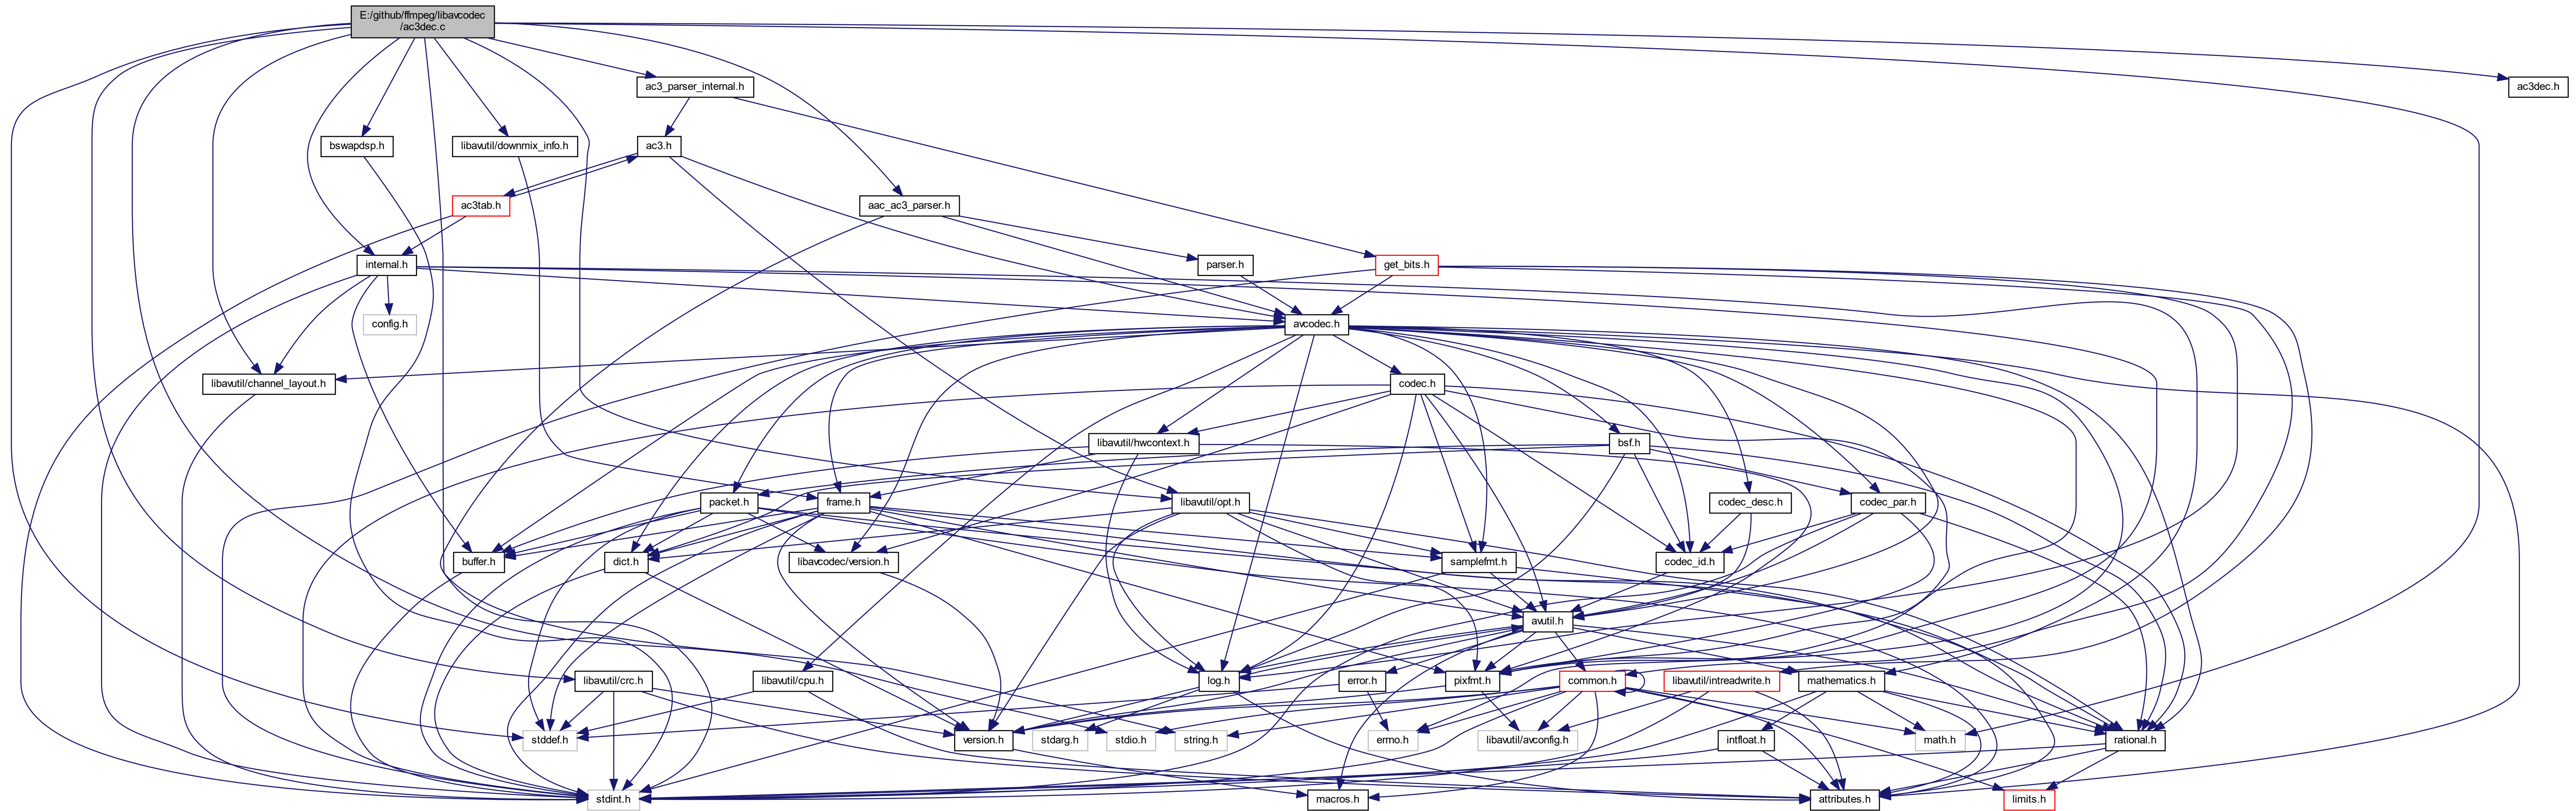 E:/github/ffmpeg/libavcodec
/ac3dec.c
ac3_parser_internal.h
ac3dec.h
bswapdsp.h
libavutil/downmix_info.h
ac3.h
ac3tab.h
aac_ac3_parser.h
internal.h
parser.h
get_bits.h
config.h
avcodec.h
libavutil/channel_layout.h
codec.h
libavutil/hwcontext.h
bsf.h
packet.h
frame.h
libavutil/opt.h
codec_desc.h
codec_par.h
buffer.h
dict.h
libavcodec/version.h
samplefmt.h
codec_id.h
avutil.h
libavutil/crc.h
libavutil/cpu.h
log.h
error.h
pixfmt.h
common.h
libavutil/intreadwrite.h
mathematics.h
stddef.h
version.h
stdarg.h
stdio.h
string.h
errno.h
libavutil/avconfig.h
intfloat.h
math.h
rational.h
stdint.h
macros.h
attributes.h
limits.h